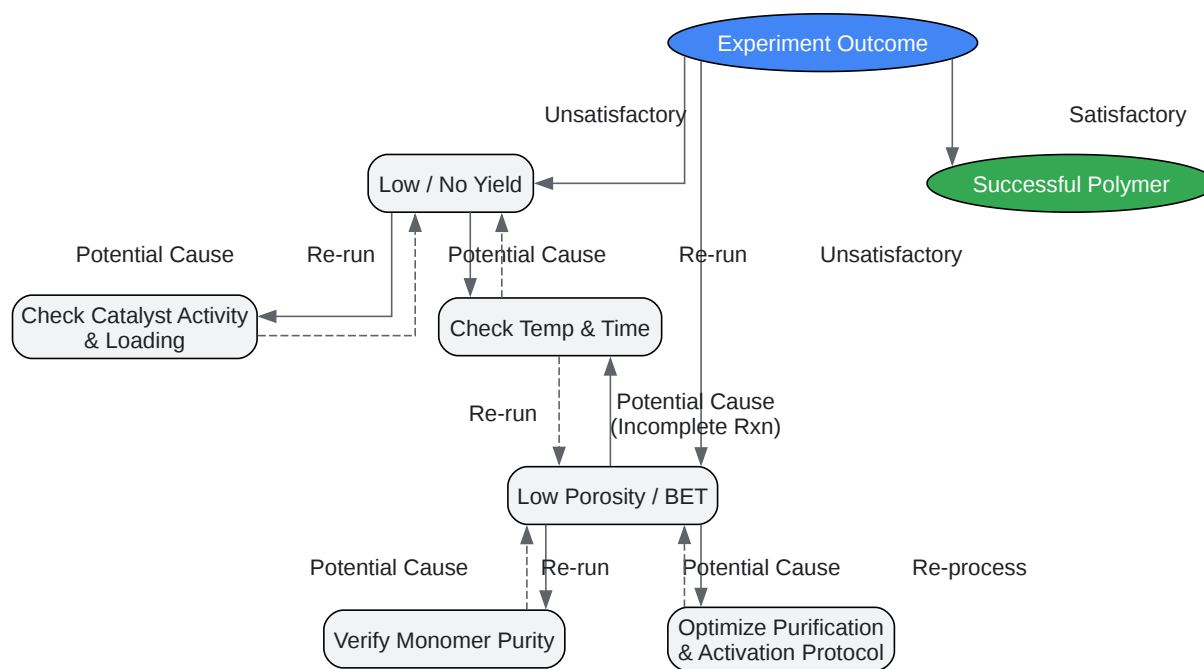 Experiment Outcome
Unsatisfactory
Satisfactory
Low / No Yield
Successful Polymer
Potential Cause
Re-run
Potential Cause
Re-run
Unsatisfactory
Check Catalyst Activity
& Loading
Check Temp & Time
Re-run
Potential Cause
(Incomplete Rxn)
Low Porosity / BET
Potential Cause
Re-run
Potential Cause
Re-process
Verify Monomer Purity
Optimize Purification
& Activation Protocol